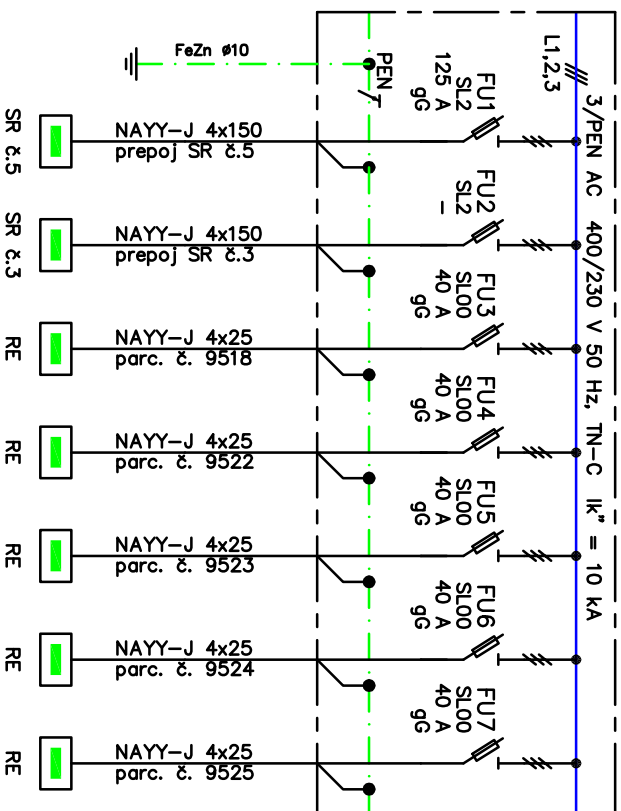 3/PEN AC 400/230 V 50 Hz, TN-C Ik" = 10 kA
L1,2,3
FU1
SL2
125 A
gG
FU2
SL2
-
FU3
SL00
40 A
gG
FU4
SL00
40 A
gG
FU5
SL00
40 A
gG
FU6
SL00
40 A
gG
FU7
SL00
40 A
gG
PEN
FeZn ø10
NAYY-J 4x150
prepoj SR č.5
NAYY-J 4x150
prepoj SR č.3
NAYY-J 4x25
parc. č. 9518
NAYY-J 4x25
parc. č. 9522
NAYY-J 4x25
parc. č. 9523
NAYY-J 4x25
parc. č. 9524
NAYY-J 4x25
parc. č. 9525
SR č.5
SR č.3
RE
RE
RE
RE
RE